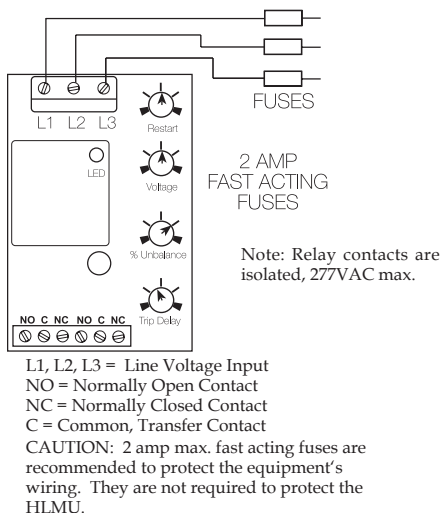 FUSES
L1 L2 L3
Restart
LED
Voltage
2 AMP
FAST ACTING
FUSES
% Unbalance
Note: Relay contacts are
isolated, 277VAC max.
Trip Delay
NO C NC NO C NC
L1, L2, L3 = Line Voltage Input
NO = Normally Open Contact
NC = Normally Closed Contact
C = Common, Transfer Contact
CAUTION: 2 amp max. fast acting fuses are
recommended to protect the equipment's
wiring. They are not required to protect the
HLMU.